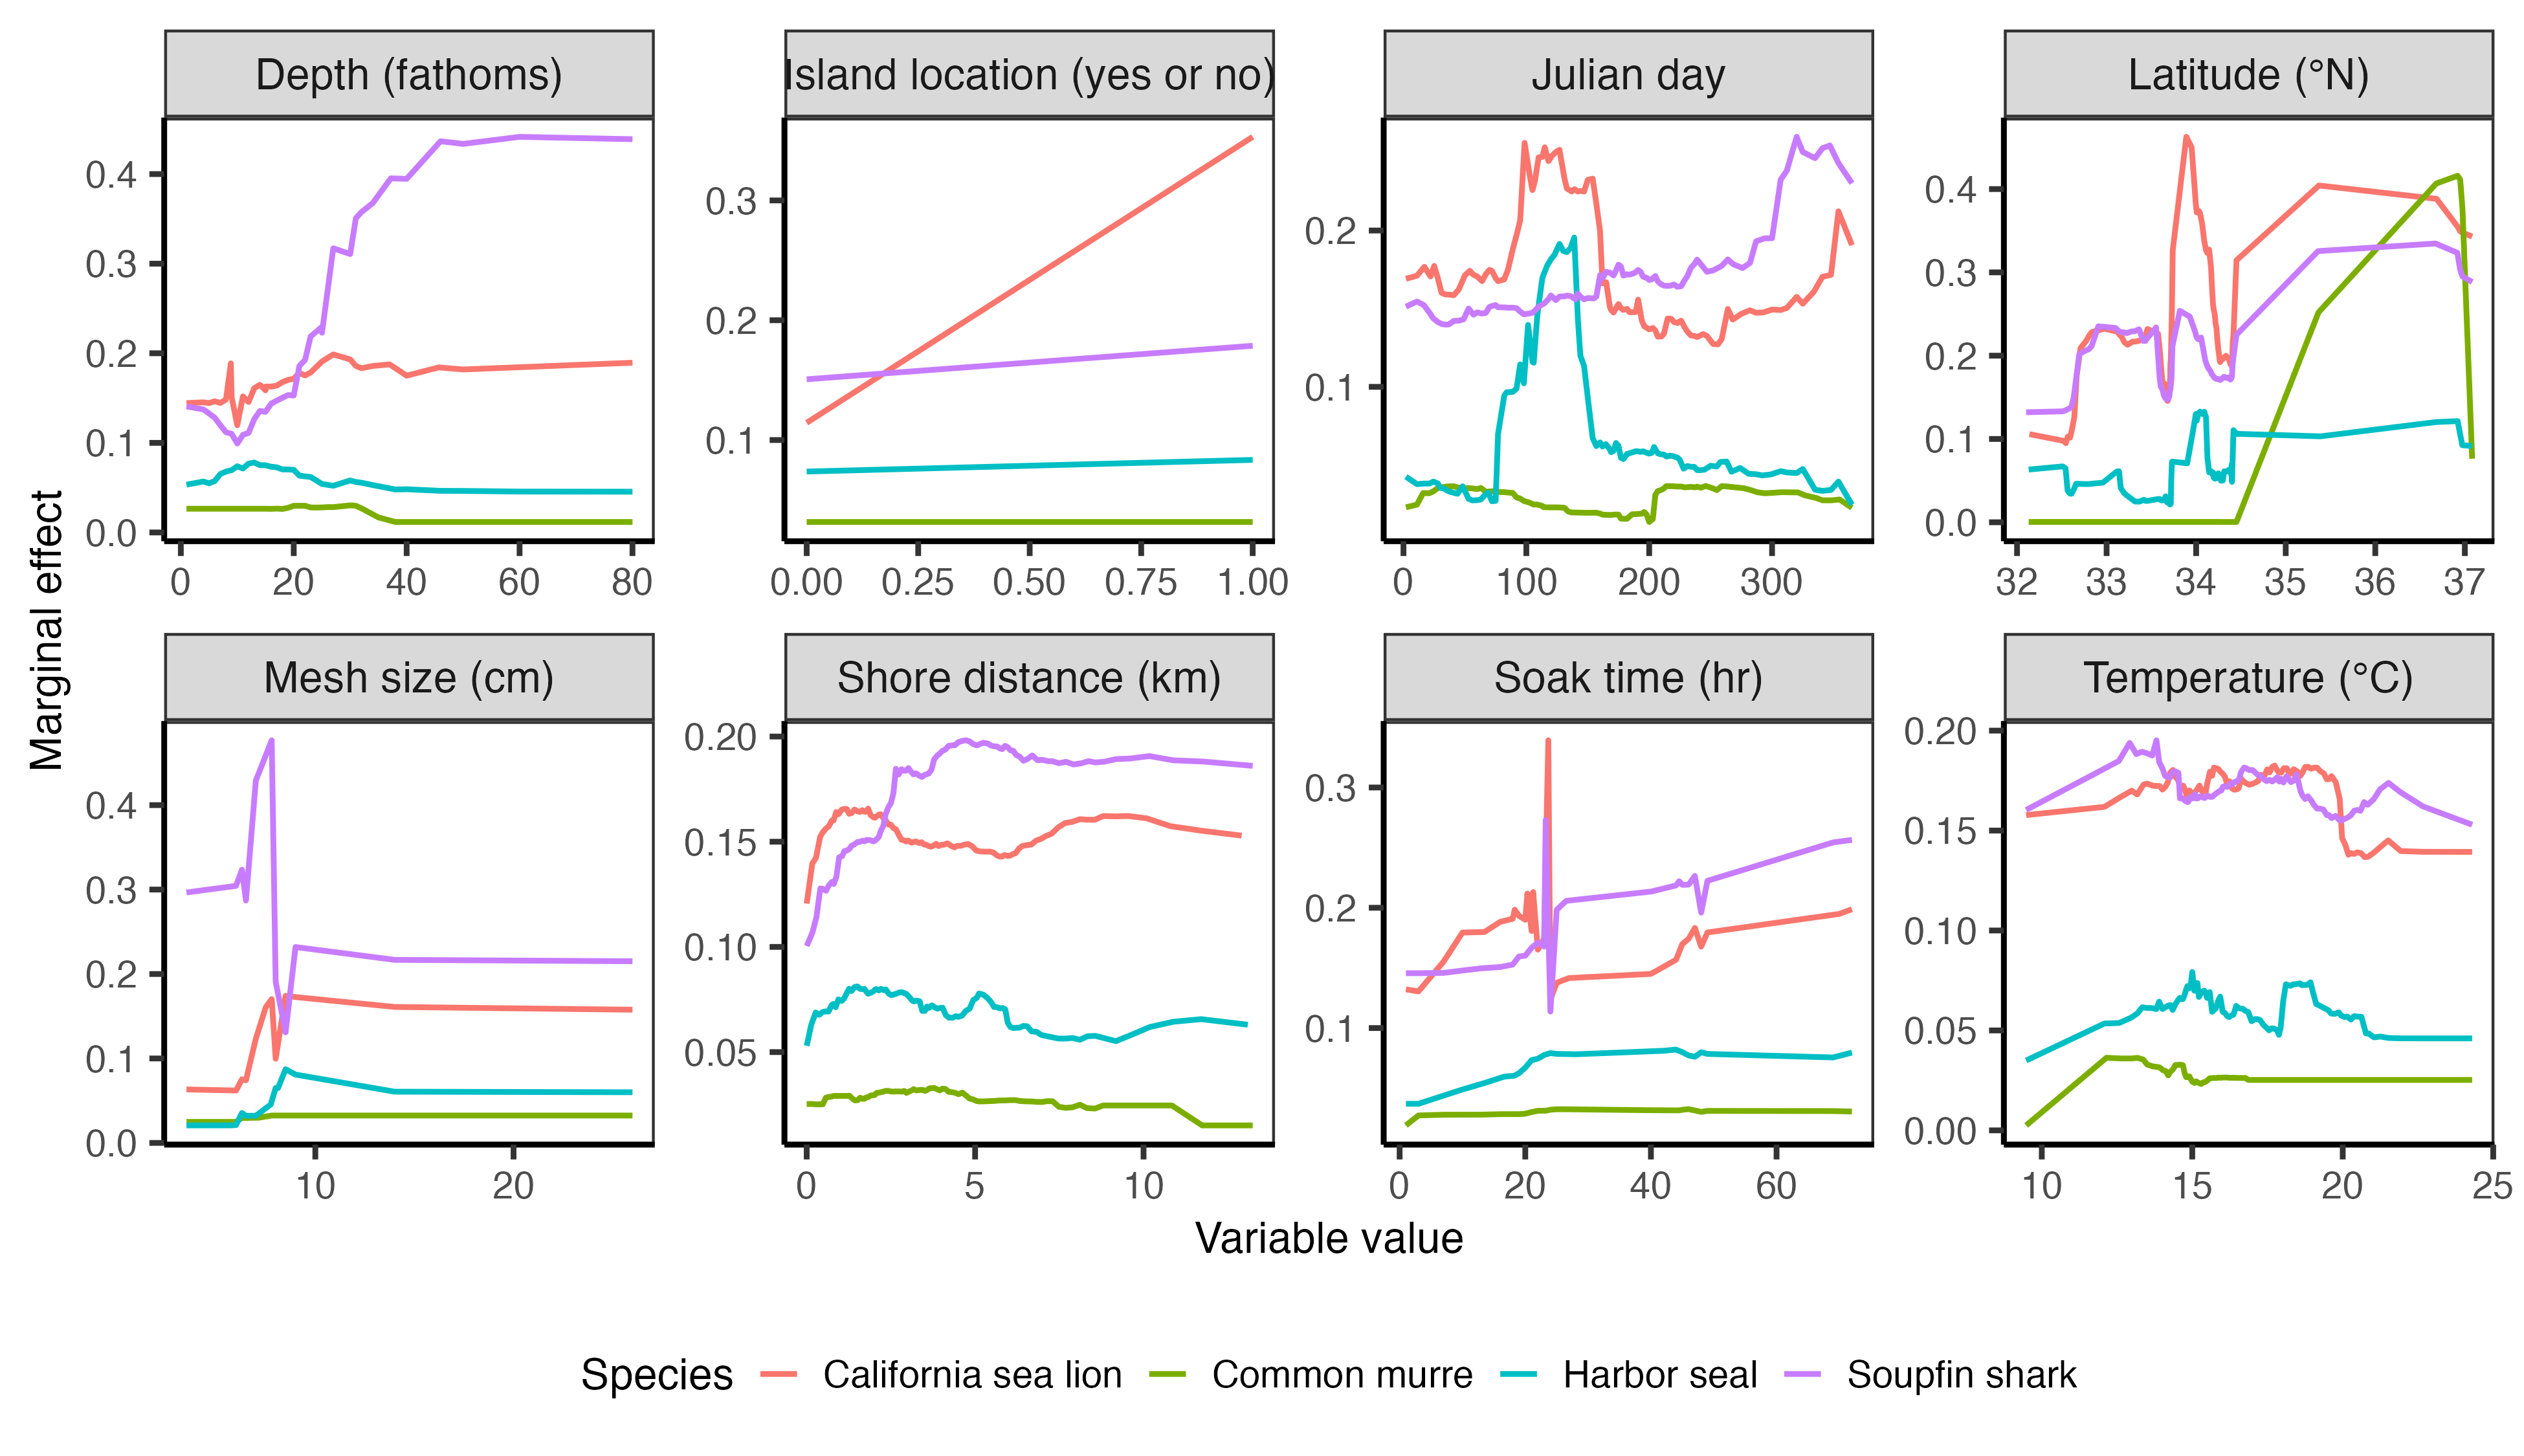 Depth (fathoms)
Island location (yes or no)
Julian day
Latitude (°N)
0.4
0.3
0.2
0.1
0.0
0 20 40 60 80
0.3
0.2
0.1
0.00 0.25 0.50 0.75 1.00
0.2
0.1
0 100 200 300
0.4
0.3
0.2
0.1
0.0
32 33 34 35 36 37
Marginal effect
Mesh size (cm)
Shore distance (km)
Soak time (hr)
Temperature (°C)
0.4
0.3
0.2
0.1
0.0
10 20
0.20
0.15
0.10
0.05
0 5 10
0.3
0.2
0.1
0 20 40 60
0.20
0.15
0.10
0.05
0.00
10 15 20 25
Variable value
Species California sea lion Common murre Harbor seal Soupfin shark